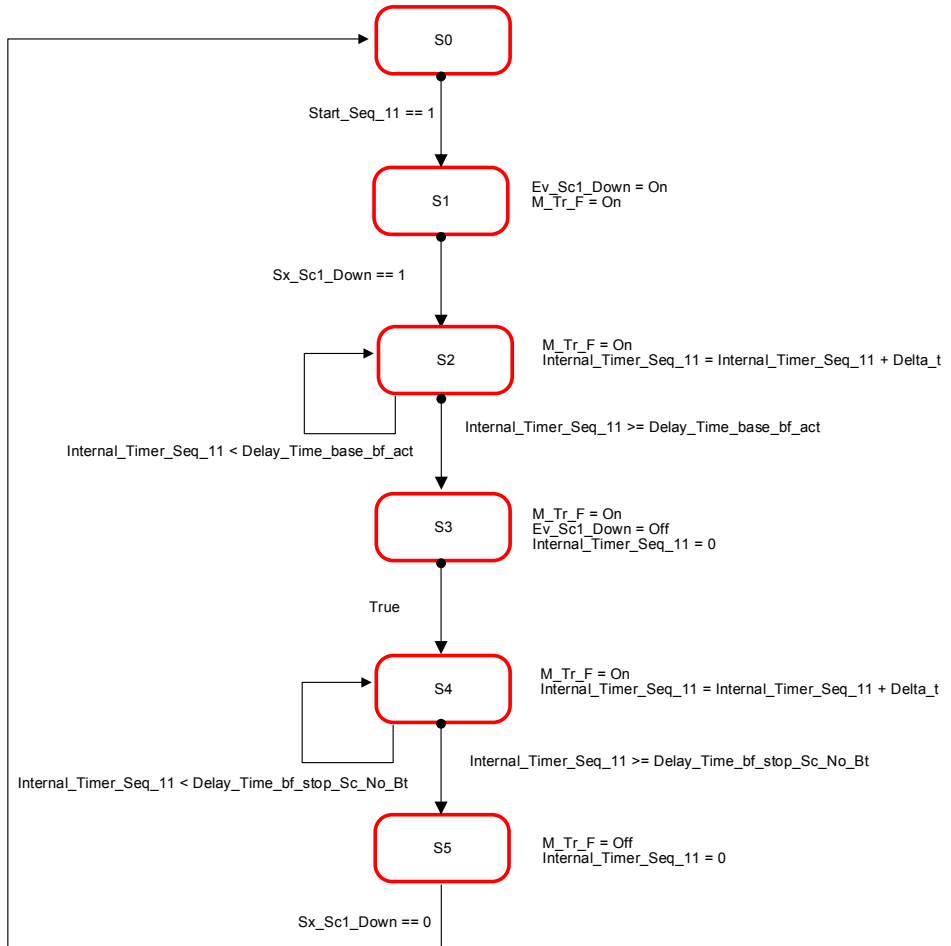 S0
Start_Seq_11 == 1
S1
Ev_Sc1_Down = On
M_Tr_F = On
Sx_Sc1_Down == 1
S2
M_Tr_F = On
Internal_Timer_Seq_11 = Internal_Timer_Seq_11 + Delta_t
Internal_Timer_Seq_11 < Delay_Time_base_bf_act
Internal_Timer_Seq_11 >= Delay_Time_base_bf_act
S3
M_Tr_F = On
Ev_Sc1_Down = Off
Internal_Timer_Seq_11 = 0
True
S4
M_Tr_F = On
Internal_Timer_Seq_11 = Internal_Timer_Seq_11 + Delta_t
Internal_Timer_Seq_11 < Delay_Time_bf_stop_Sc_No_Bt
Internal_Timer_Seq_11 >= Delay_Time_bf_stop_Sc_No_Bt
S5
M_Tr_F = Off
Internal_Timer_Seq_11 = 0
Sx_Sc1_Down == 0